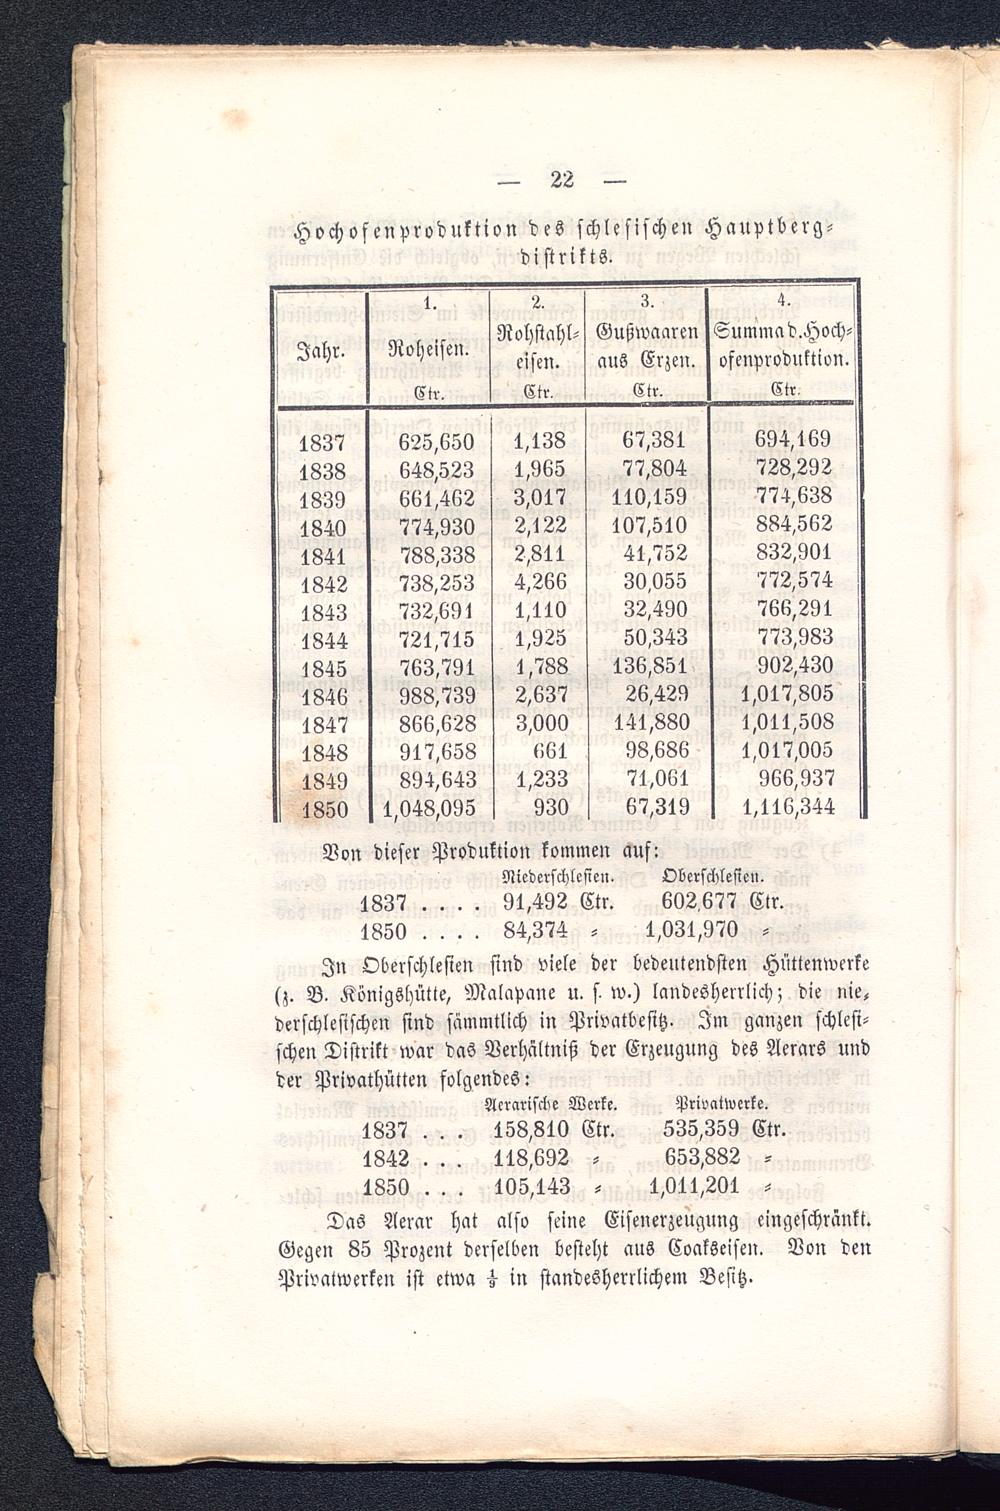 — 22 —
Hochofenproduktion des schlesischen Hauptberg-
distrikts.
Jahr. | 1. Roheisen. Ctr. | 2. Rohstahl-eisen. Ctr. | 3. Gußwaaren aus Erzen. Ctr. | 4. Summa d. Hoch-ofenproduktion. Ctr.
1837 625,650 1,138 67,381 694,169
1838 648,523 1,965 77,804 728,292
1839 661,462 3,017 110,159 774,638
1840 774,930 2,122 107,510 884,562
1841 788,338 2,811 41,752 832,901
1842 738,253 4,266 30,055 772,574
1843 732,691 1,110 32,490 766,291
1844 721,715 1,925 50,343 773,983
1845 763,791 1,788 136,851 902,430
1846 988,739 2,637 26,429 1,017,805
1847 866,628 3,000 141,880 1,011,508
1848 917,658 661 98,686 1,017,005
1849 894,643 1,233 71,061 966,937
1850 1,048,095 930 67,319 1,116,344
Von dieser Produktion kommen auf:
Niederschlesien. Oberschlesien.
1837 . . . . 91,492 Ctr. 602,677 Ctr.
1850 . . . . 84,374 = 1,031,970 =
In Oberschlesien sind viele der bedeutendsten Hüttenwerke
(z. B. Königshütte, Malapane u. s. w.) landesherrlich; die nie-
derschlesischen sind sämmtlich in Privatbesitz. Im ganzen schlesi-
schen Distrikt war das Verhältniß der Erzeugung des Aerars und
der Privathütten folgendes:
Aerarische Werke. Privatwerke.
1837 . . . 158,810 Ctr. 535,359 Ctr.
1842 . . . 118,692 = 653,882 =
1850 . . . 105,143 = 1,011,201 =
Das Aerar hat also seine Eisenerzeugung eingeschränkt.
Gegen 85 Prozent derselben besteht aus Coakseisen. Von den
Privatwerken ist etwa ⅓ in standesherrlichem Besitz.